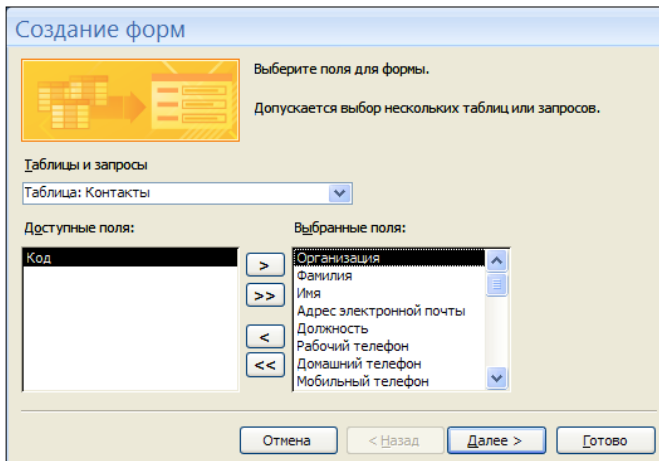 Создание форм
Выберите поля для формы.
Допускается выбор нескольких таблиц или запросов.
Таблицы и запросы
Таблица: Контакты
Доступные поля:
Код
>
>>
<
<<
Выбранные поля:
Организация
Фамилия
Имя
Адрес электронной почты
Должность
Рабочий телефон
Домашний телефон
Мобильный телефон
Отмена
< Назад
Далее >
Готово